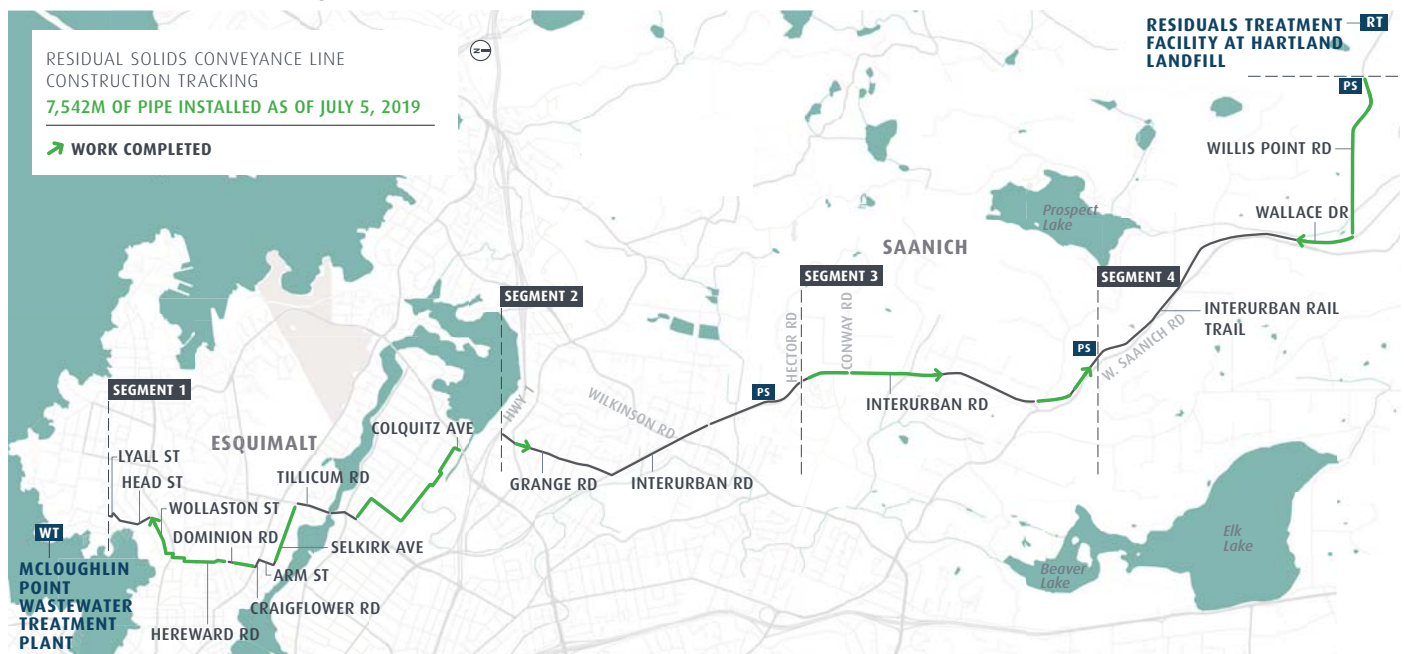 RESIDUAL SOLIDS CONVEYANCE LINE
CONSTRUCTION TRACKING
7,542M OF PIPE INSTALLED AS OF JULY 5, 2019
WORK COMPLETED
N
RESIDUALS TREATMENT
FACILITY AT HARTLAND
LANDFILL
RT
PS
WILLIS POINT RD
WALLACE DR
Prospect
Lake
SAANICH
SEGMENT 3
SEGMENT 4
SEGMENT 2
SEGMENT 1
HECTOR RD
CONWAY RD
INTERURBAN RAIL
TRAIL
W. SAANICH RD
PS
PS
HWY 1
WILKINSON RD
INTERURBAN RD
COLQUITZ AVE
ESQUIMALT
LYALL ST
HEAD ST
TILLICUM RD
GRANGE RD
INTERURBAN RD
WOLLASTON ST
DOMINION RD
SELKIRK AVE
ARM ST
CRAIGFLOWER RD
HEREWARD RD
WT
MCLOUGHLIN
POINT
WASTEWATER
TREATMENT
PLANT
Elk
Lake
Beaver
Lake